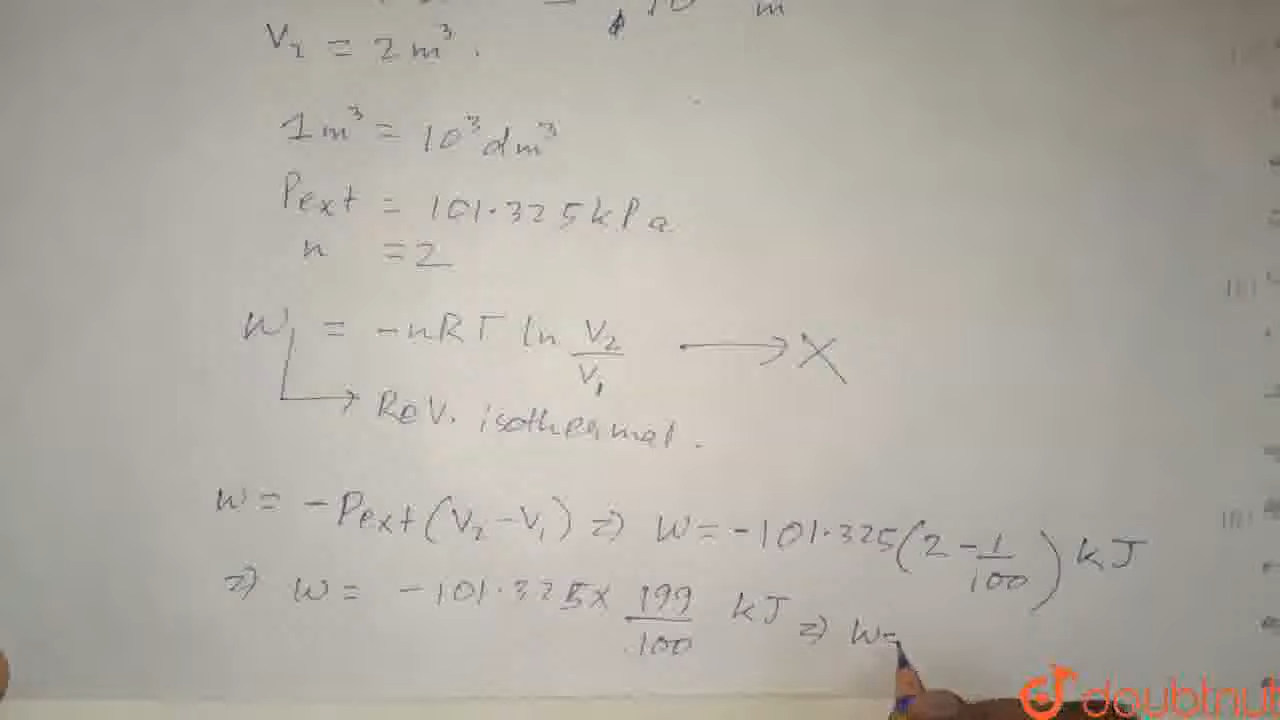 10 m
V₂ = 2 m³.
1 m³ = 10³ dm³
Pext = 101.325 kPa
n = 2
W = -nRT ln V₂/V₁ → X
→ ReV. isothermal.
W = -Pext (V₂ - V₁) ⇒ W = -101.325 (2 - 1/100) kJ
⇒ W = -101.325 × 199/100 kJ ⇒ W=
doubtnut